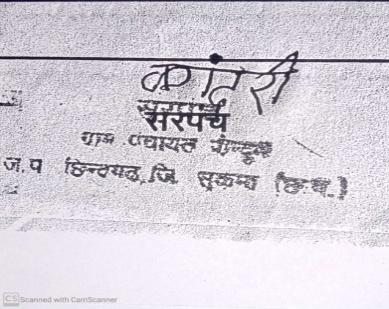 सरपंच
ग्राम पंचायत
ज.प छिन्दगढ़, जि सुकमा (छ.ग.)
CS Scanned with CamScanner